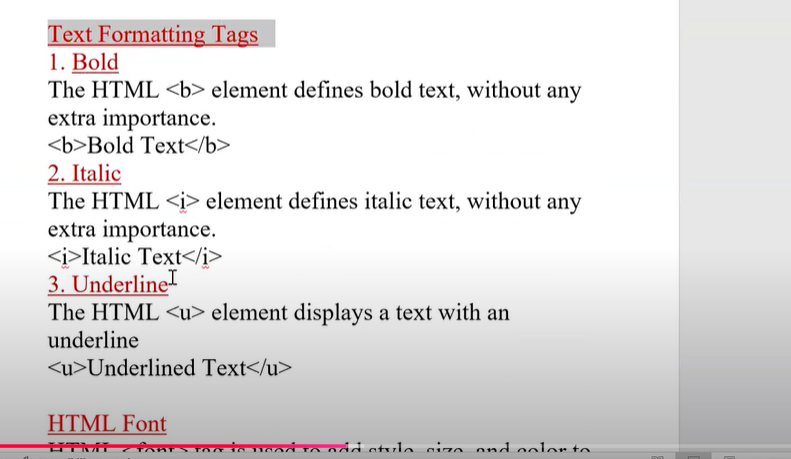 Text Formatting Tags
1. Bold
The HTML <b> element defines bold text, without any
extra importance.
<b>Bold Text</b>
2. Italic
The HTML <i> element defines italic text, without any
extra importance.
<i>Italic Text</i>
3. Underline
The HTML <u> element displays a text with an
underline
<u>Underlined Text</u>
HTML Font
HTML <font> tag is used to add style, size, and color to